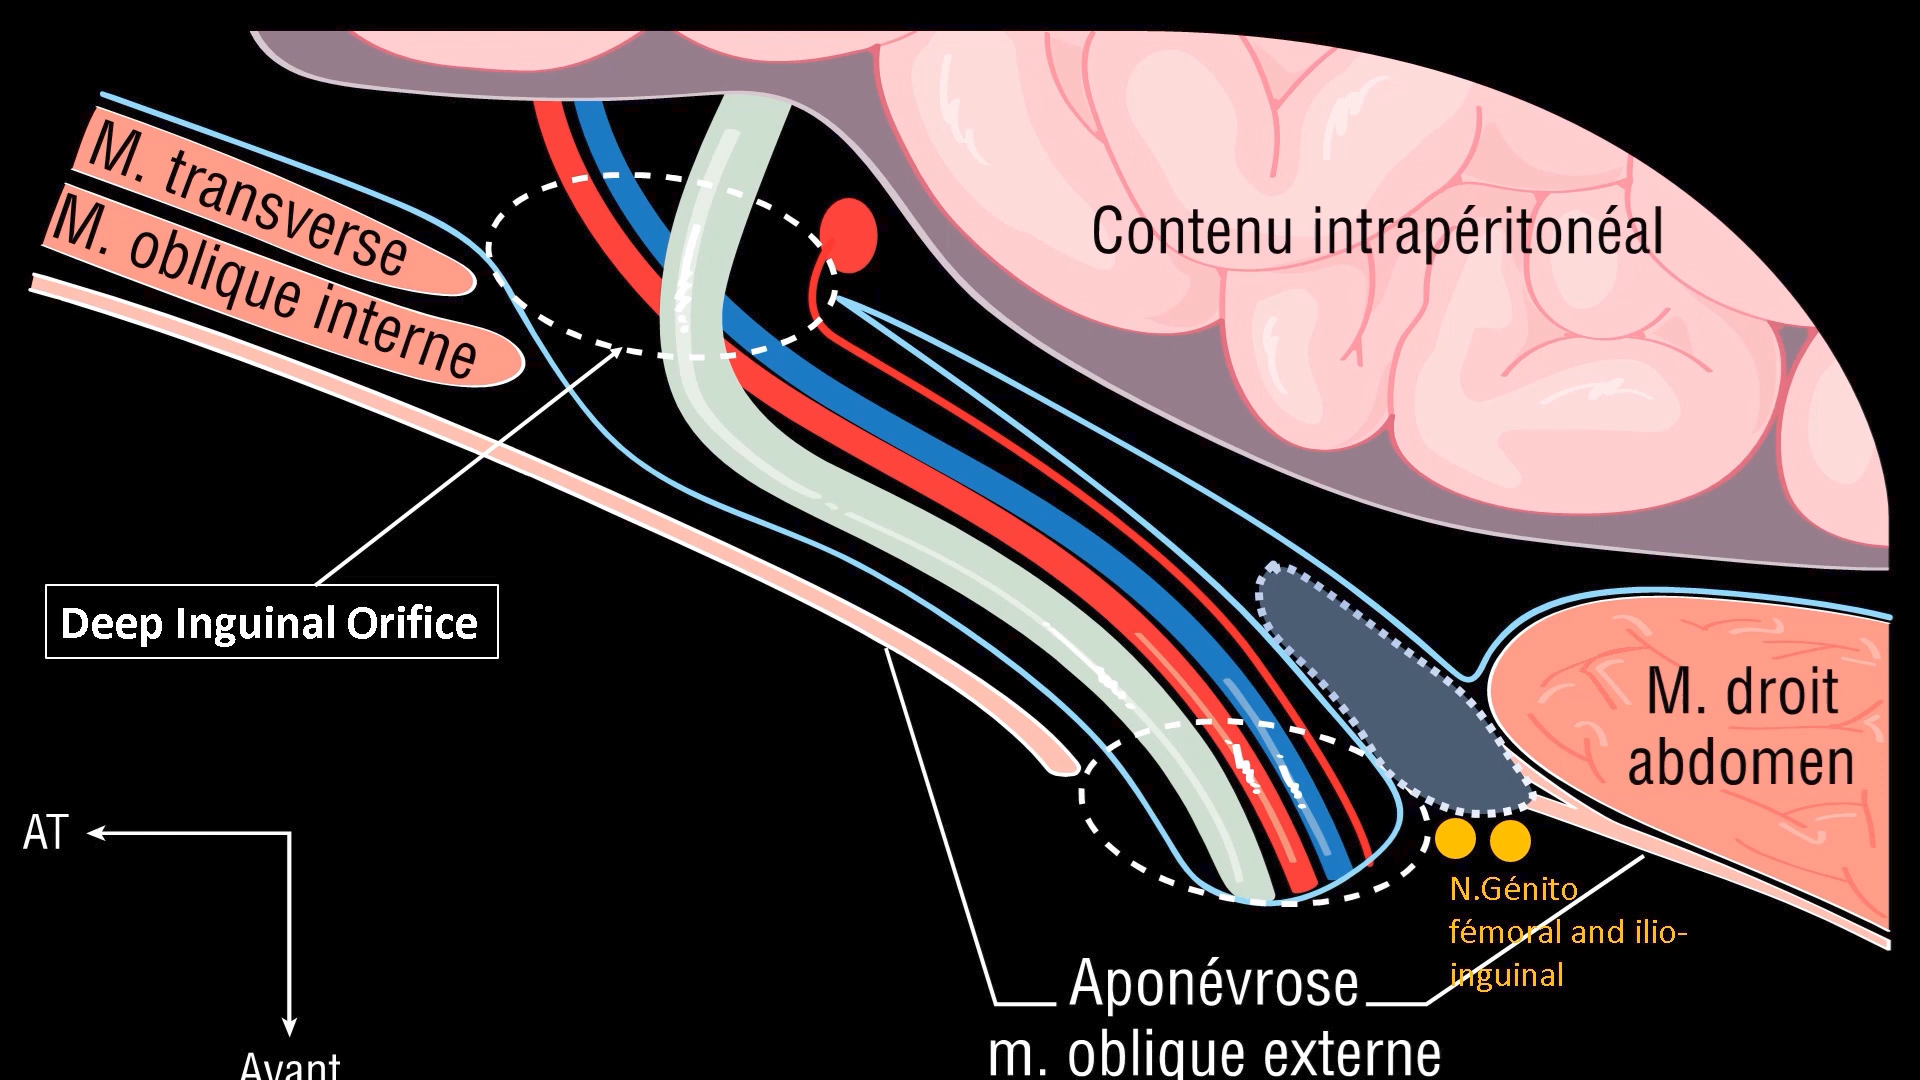 M. transverse
M. oblique interne
Contenu intrapéritonéal
Deep Inguinal Orifice
M. droit
abdomen
AT
Avant
N.Génito
fémoral and ilio-
inguinal
Aponévrose
m. oblique externe